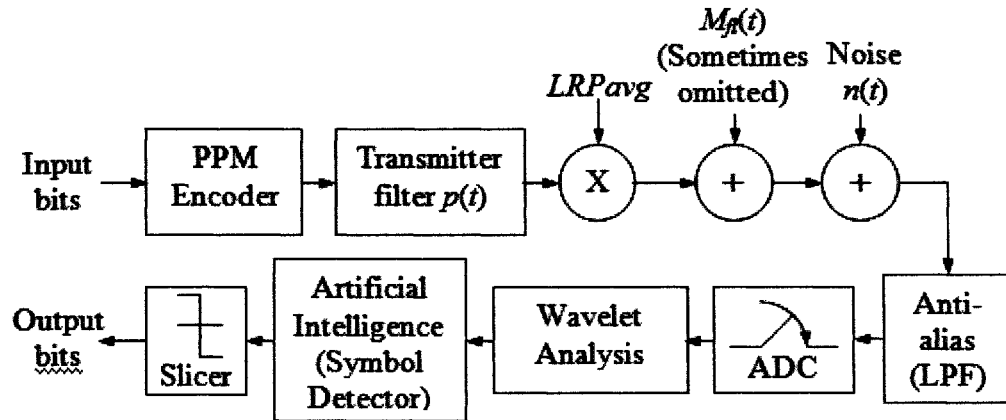 M_fl(t)
(Sometimes
omitted)
Noise
n(t)
LRPavg
Input
bits
PPM
Encoder
Transmitter
filter p(t)
X
+
+
Output
bits
Slicer
Artificial
Intelligence
(Symbol
Detector)
Wavelet
Analysis
ADC
Anti-
alias
(LPF)